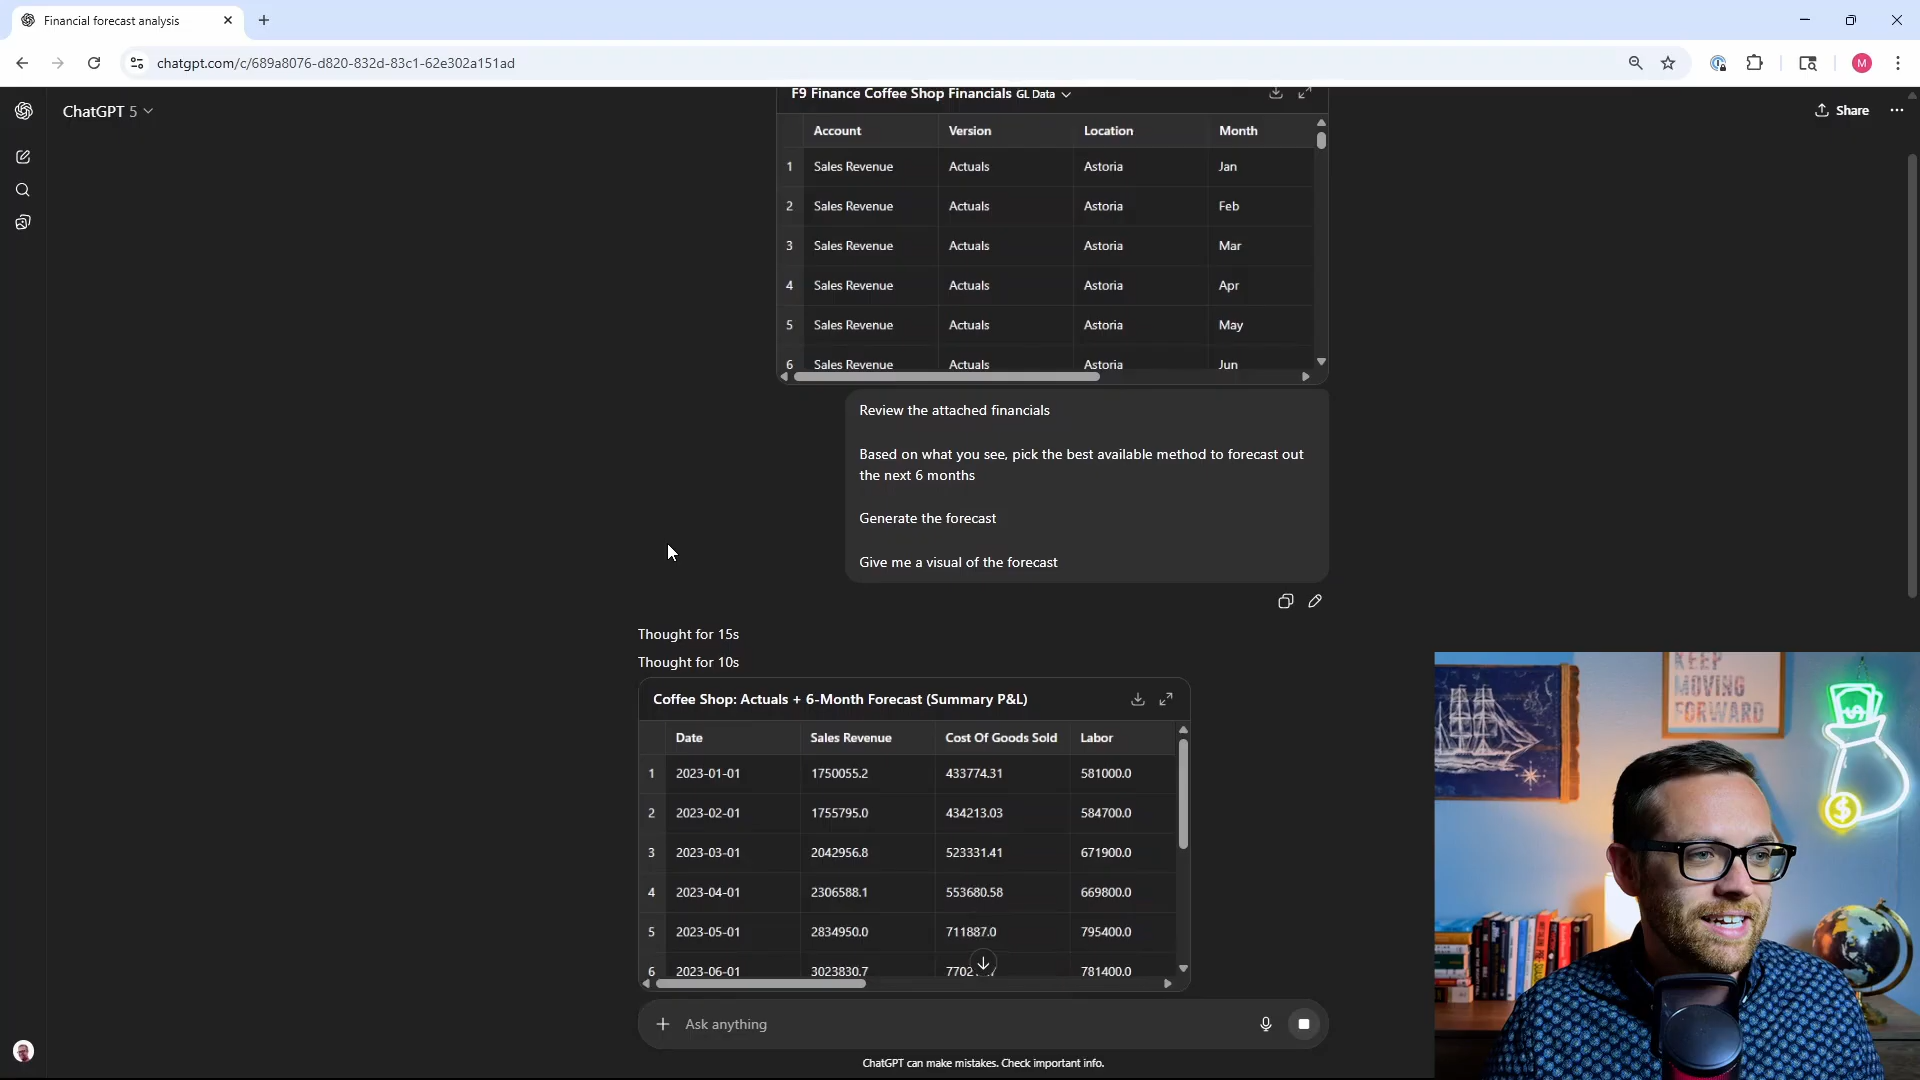 Financial forecast analysis
chatgpt.com/c/689a8076-d820-832d-83c1-62e302a151ad
M
ChatGPT 5
Share
F9 Finance Coffee Shop Financials GL Data
Account Version Location Month
1 Sales Revenue Actuals Astoria Jan
2 Sales Revenue Actuals Astoria Feb
3 Sales Revenue Actuals Astoria Mar
4 Sales Revenue Actuals Astoria Apr
5 Sales Revenue Actuals Astoria May
6 Sales Revenue Actuals Astoria Jun
Review the attached financials
Based on what you see, pick the best available method to forecast out
the next 6 months
Generate the forecast
Give me a visual of the forecast
Thought for 15s
Thought for 10s
Coffee Shop: Actuals + 6-Month Forecast (Summary P&L)
Date Sales Revenue Cost Of Goods Sold Labor
1 2023-01-01 1750055.2 433774.31 581000.0
2 2023-02-01 1755795.0 434213.03 584700.0
3 2023-03-01 2042956.8 523331.41 671900.0
4 2023-04-01 2306588.1 553680.58 669800.0
5 2023-05-01 2834950.0 711887.0 795400.0
6 2023-06-01 3023830.7 781400.0
Ask anything
ChatGPT can make mistakes. Check important info.
KEEP
MOVING
FORWARD
$
$